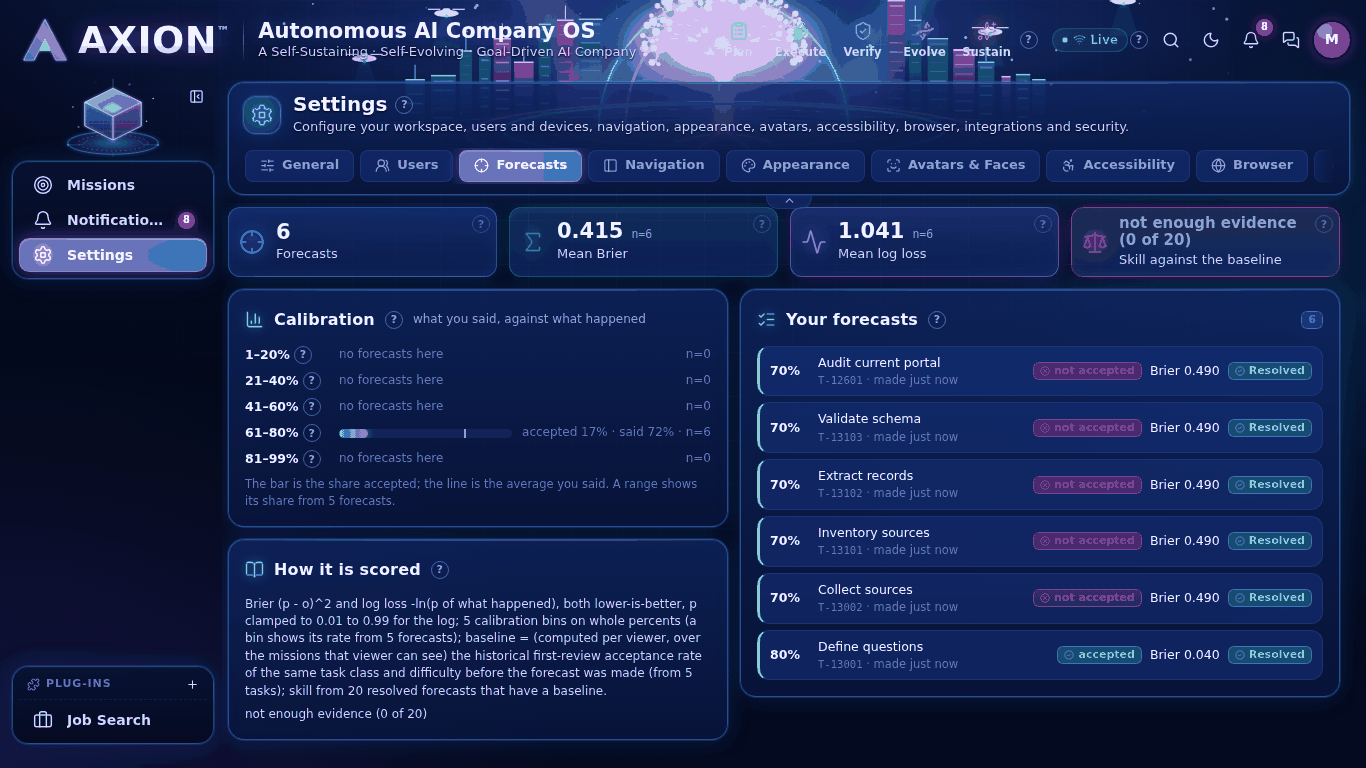 AXION™
Autonomous AI Company OS
A Self-Sustaining · Self-Evolving · Goal-Driven AI Company
Plan
Execute
Verify
Evolve
Sustain
?
Live
?
8
M
Missions
Notificatio...
8
Settings
PLUG-INS
+
Job Search
Settings ?
Configure your workspace, users and devices, navigation, appearance, avatars, accessibility, browser, integrations and security.
General
Users
Forecasts
Navigation
Appearance
Avatars & Faces
Accessibility
Browser
6
Forecasts
?
0.415 n=6
Mean Brier
?
1.041 n=6
Mean log loss
?
not enough evidence
(0 of 20)
Skill against the baseline
?
Calibration ? what you said, against what happened
1–20% ? no forecasts here n=0
21–40% ? no forecasts here n=0
41–60% ? no forecasts here n=0
61–80% ? accepted 17% · said 72% · n=6
81–99% ? no forecasts here n=0
The bar is the share accepted; the line is the average you said. A range shows
its share from 5 forecasts.
How it is scored ?
Brier (p - o)^2 and log loss -ln(p of what happened), both lower-is-better, p
clamped to 0.01 to 0.99 for the log; 5 calibration bins on whole percents (a
bin shows its rate from 5 forecasts); baseline = (computed per viewer, over
the missions that viewer can see) the historical first-review acceptance rate
of the same task class and difficulty before the forecast was made (from 5
tasks); skill from 20 resolved forecasts that have a baseline.
not enough evidence (0 of 20)
Your forecasts ? 6
70% Audit current portal not accepted Brier 0.490 Resolved
T-12601 · made just now
70% Validate schema not accepted Brier 0.490 Resolved
T-13103 · made just now
70% Extract records not accepted Brier 0.490 Resolved
T-13102 · made just now
70% Inventory sources not accepted Brier 0.490 Resolved
T-13101 · made just now
70% Collect sources not accepted Brier 0.490 Resolved
T-13002 · made just now
80% Define questions accepted Brier 0.040 Resolved
T-13001 · made just now